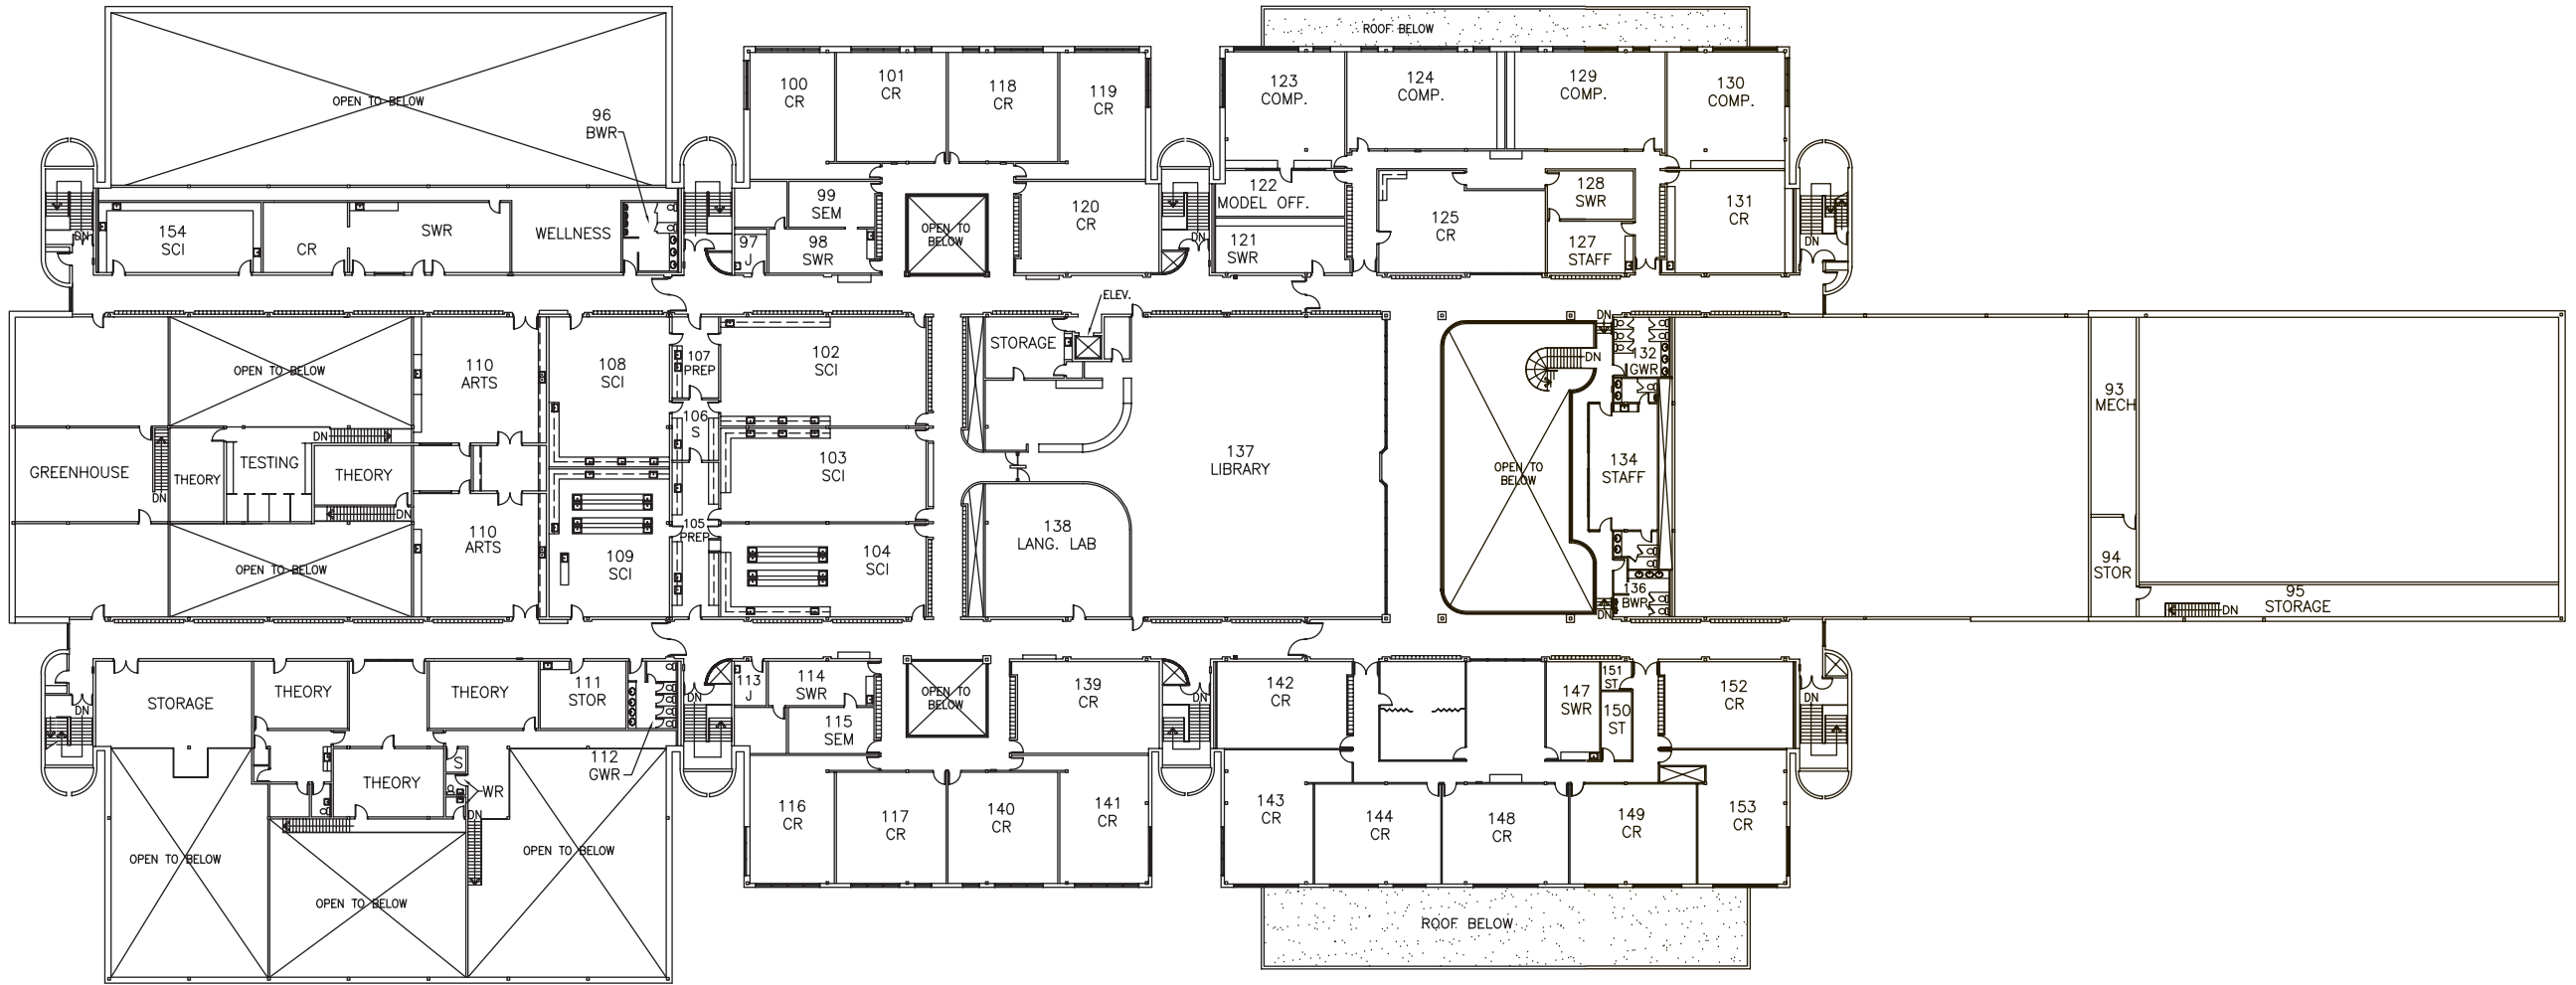 ROOF BELOW
OPEN TO BELOW
96
BWR
100
CR
101
CR
118
CR
119
CR
123
COMP.
124
COMP.
129
COMP.
130
COMP.
154
SCI
CR
SWR
WELLNESS
DN
99
SEM
97
J
98
SWR
OPEN TO
BELOW
120
CR
DN
122
MODEL OFF.
121
SWR
125
CR
128
SWR
127
STAFF
131
CR
DN
ELEV.
OPEN TO BELOW
110
ARTS
108
SCI
107
PREP
102
SCI
STORAGE
DN
DN
132
GWR
93
MECH
106
S
DN
GREENHOUSE
THEORY
TESTING
THEORY
DN
DN
103
SCI
137
LIBRARY
OPEN TO
BELOW
134
STAFF
OPEN TO BELOW
110
ARTS
109
SCI
105
PREP
104
SCI
138
LANG. LAB
136
BWR
DN
94
STOR
95
STORAGE
DN
DN
STORAGE
THEORY
THEORY
111
STOR
DN
113
J
114
SWR
115
SEM
OPEN TO
BELOW
139
CR
DN
142
CR
147
SWR
151
ST
150
ST
152
CR
DN
112
GWR
THEORY
S
WR
DN
OPEN TO BELOW
OPEN TO BELOW
OPEN TO BELOW
116
CR
117
CR
140
CR
141
CR
143
CR
144
CR
148
CR
149
CR
153
CR
ROOF BELOW